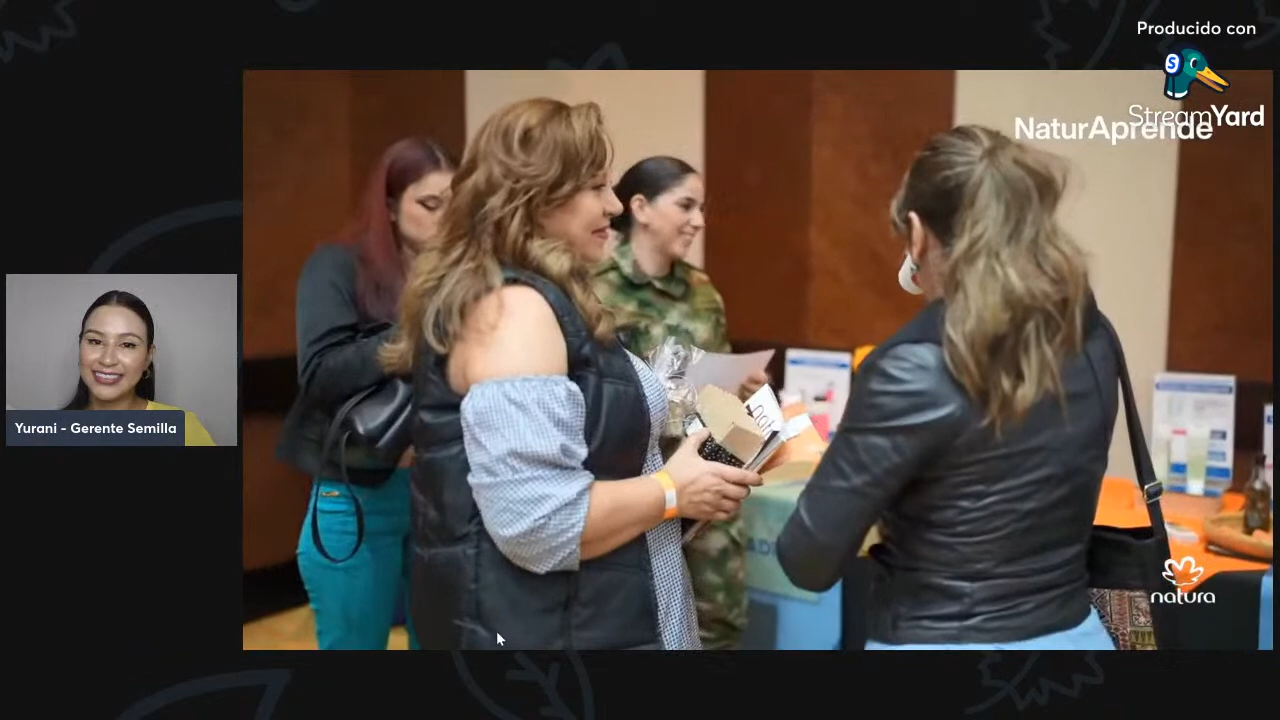 Producido con
StreamYard
NaturAprende
Yurani - Gerente Semilla
natura